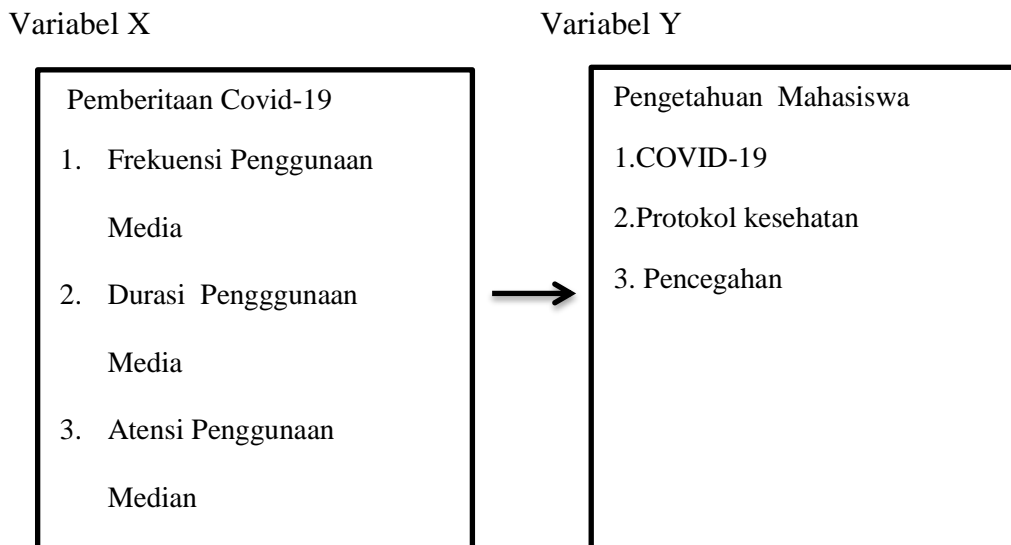 Variabel X
Variabel Y
Pemberitaan Covid-19
1. Frekuensi Penggunaan
Media
2. Durasi Pengggunaan
Media
3. Atensi Penggunaan
Median
Pengetahuan Mahasiswa
1.COVID-19
2.Protokol kesehatan
3. Pencegahan